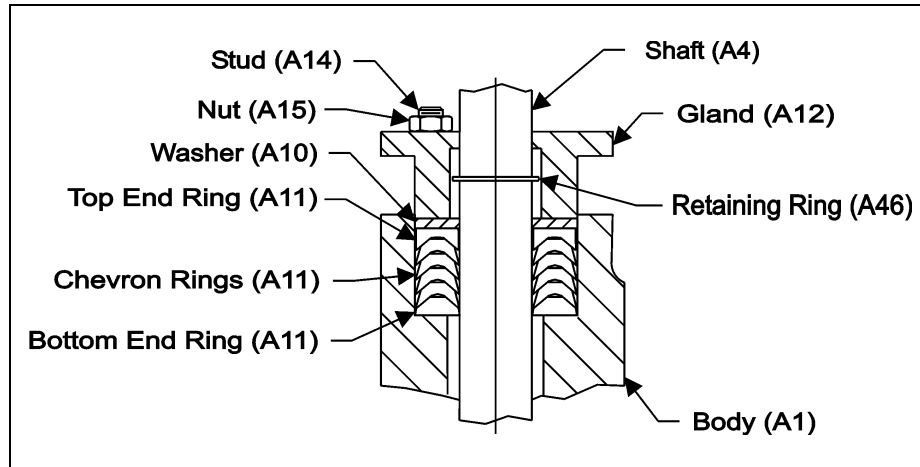 Stud (A14)
Nut (A15)
Washer (A10)
Top End Ring (A11)
Chevron Rings (A11)
Bottom End Ring (A11)
Shaft (A4)
Gland (A12)
Retaining Ring (A46)
Body (A1)